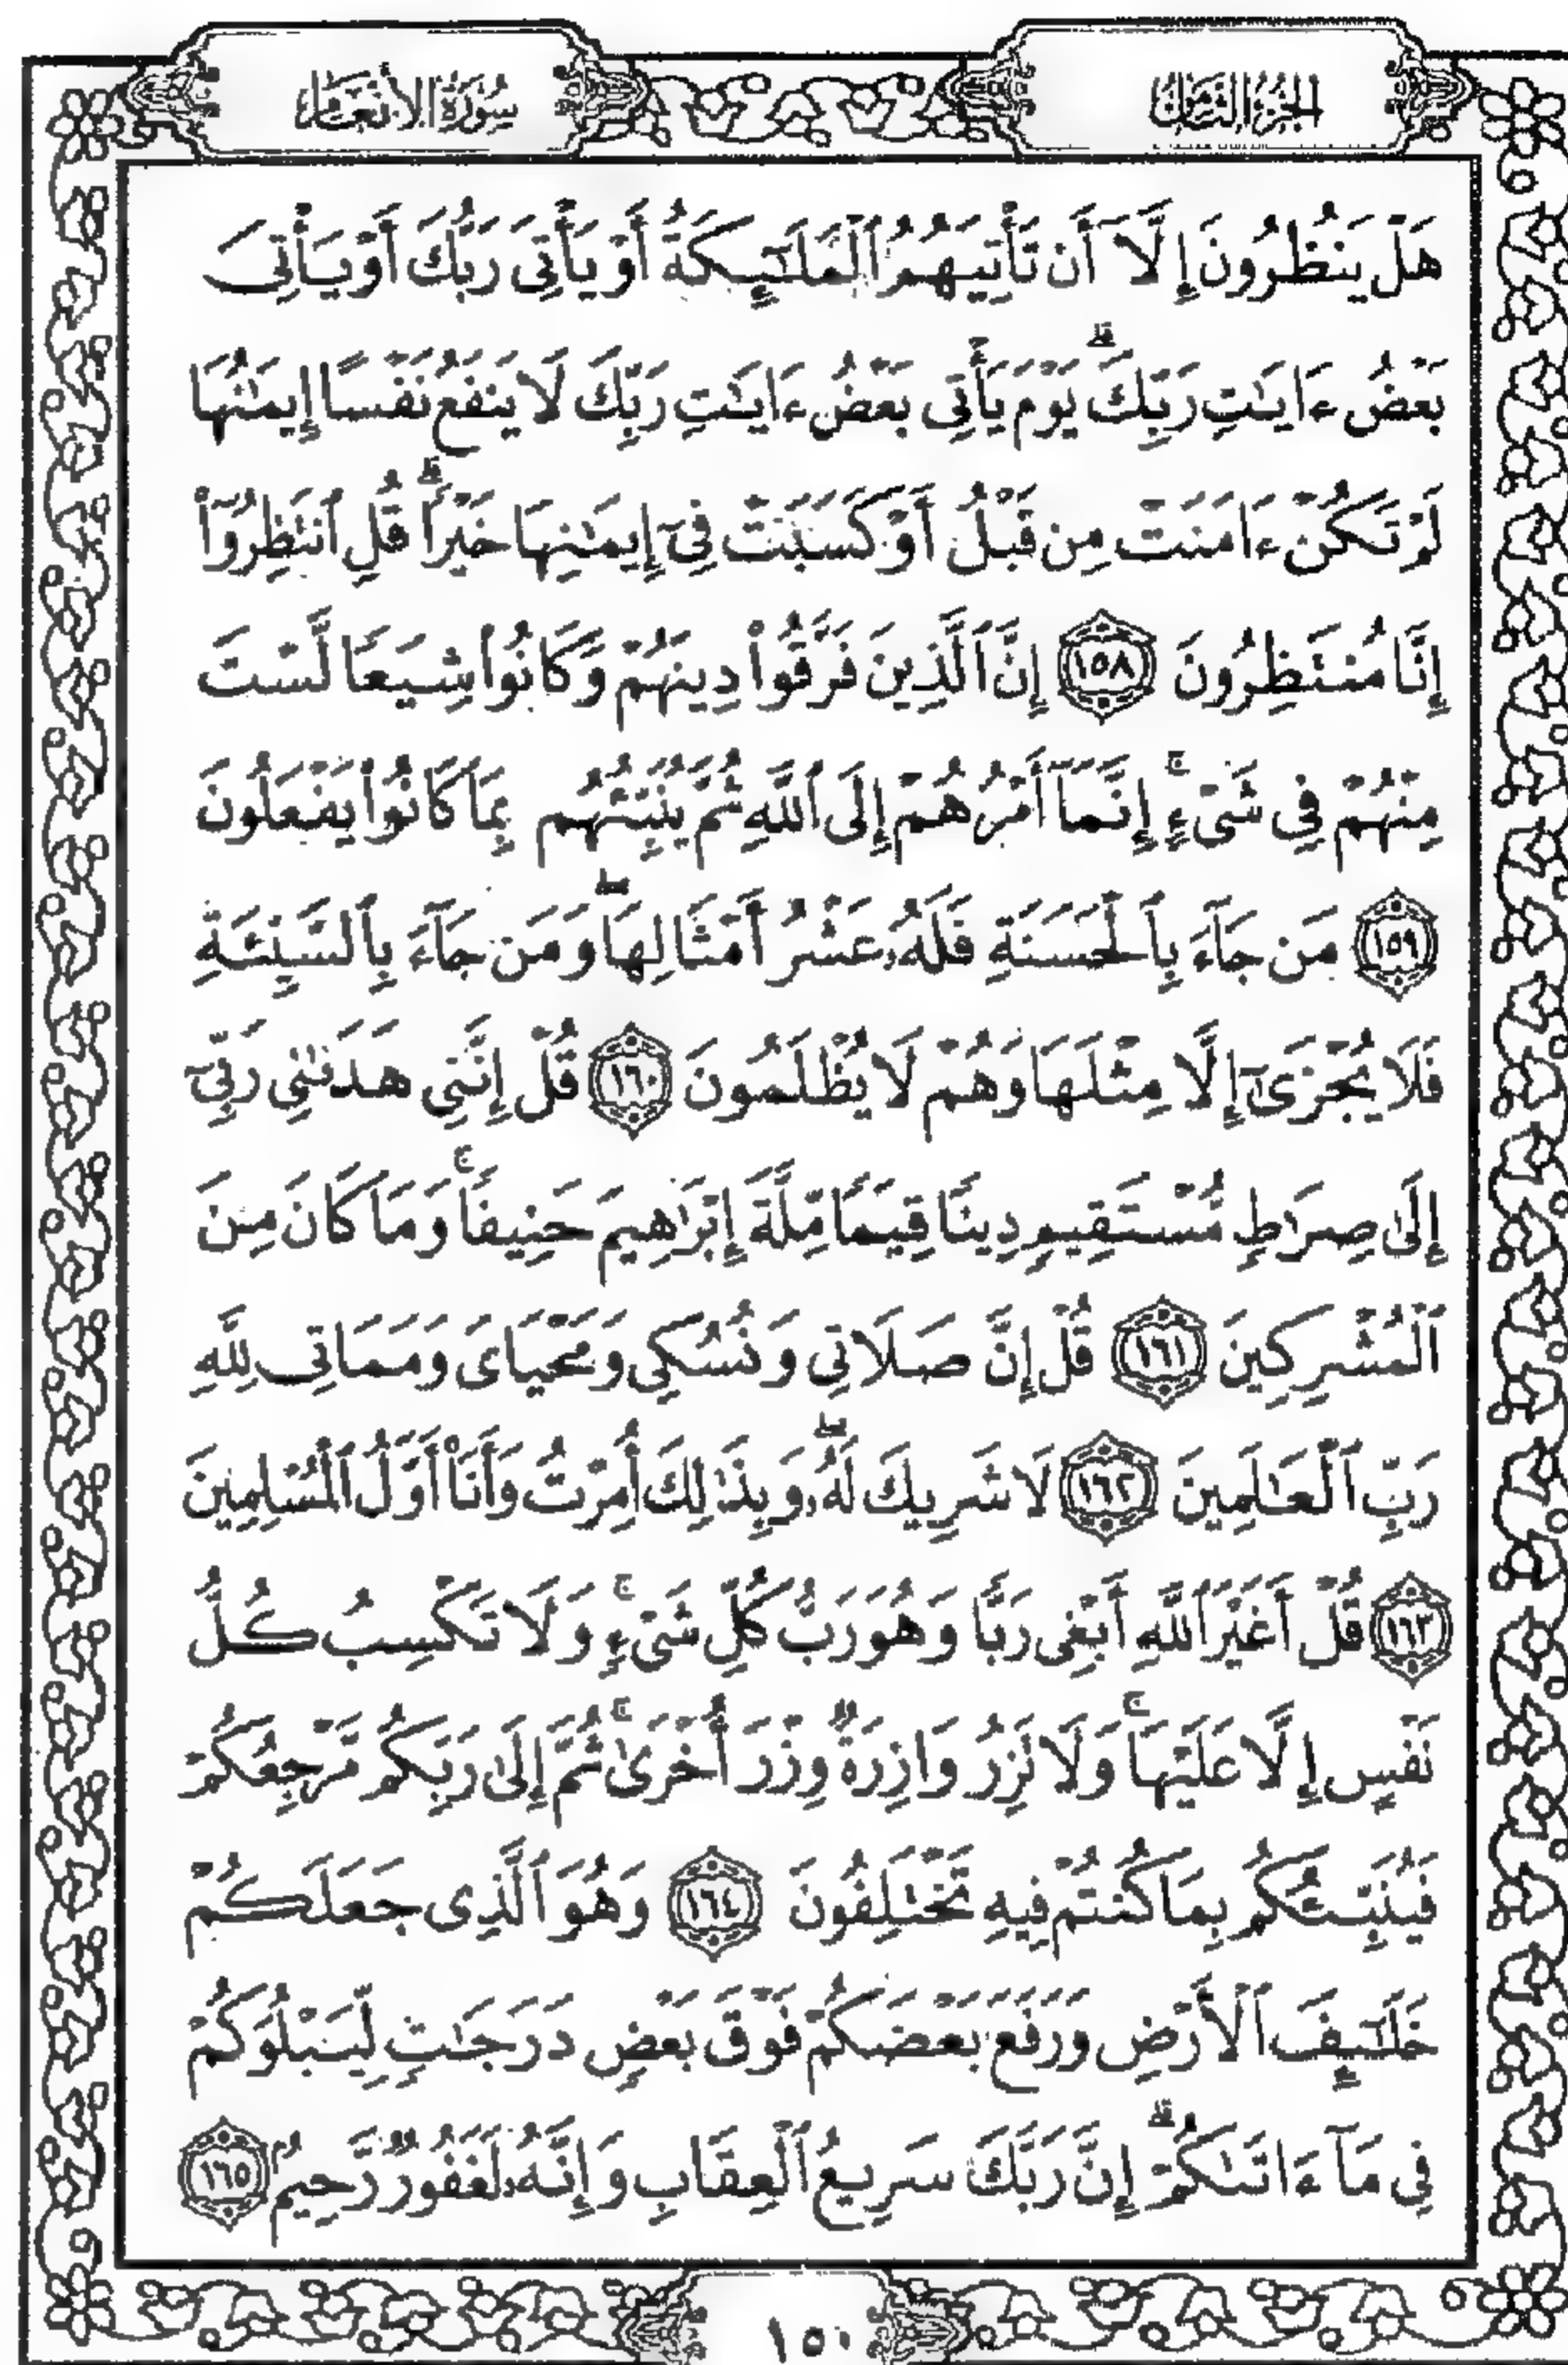 الجزء الثامن
سورة الأنعام
هَلْ يَنظُرُونَ إِلَّآ أَن تَأْتِيَهُمُ ٱلْمَلَـٰٓئِكَةُ أَوْ يَأْتِىَ رَبُّكَ أَوْ يَأْتِىَ
بَعْضُ ءَايَـٰتِ رَبِّكَ ۗ يَوْمَ يَأْتِى بَعْضُ ءَايَـٰتِ رَبِّكَ لَا يَنفَعُ نَفْسًا إِيمَـٰنُهَا
لَمْ تَكُنْ ءَامَنَتْ مِن قَبْلُ أَوْ كَسَبَتْ فِىٓ إِيمَـٰنِهَا خَيْرًا ۗ قُلِ ٱنتَظِرُوٓا۟
إِنَّا مُنتَظِرُونَ ١٥٨ إِنَّ ٱلَّذِينَ فَرَّقُوا۟ دِينَهُمْ وَكَانُوا۟ شِيَعًا لَّسْتَ
مِنْهُمْ فِى شَىْءٍ ۚ إِنَّمَآ أَمْرُهُمْ إِلَى ٱللَّهِ ثُمَّ يُنَبِّئُهُم بِمَا كَانُوا۟ يَفْعَلُونَ
١٥٩ مَن جَآءَ بِٱلْحَسَنَةِ فَلَهُۥ عَشْرُ أَمْثَالِهَا ۖ وَمَن جَآءَ بِٱلسَّيِّئَةِ
فَلَا يُجْزَىٰٓ إِلَّا مِثْلَهَا وَهُمْ لَا يُظْلَمُونَ ١٦٠ قُلْ إِنَّنِى هَدَىٰنِى رَبِّىٓ
إِلَىٰ صِرَٰطٍ مُّسْتَقِيمٍ دِينًا قِيَمًا مِّلَّةَ إِبْرَٰهِيمَ حَنِيفًا ۚ وَمَا كَانَ مِنَ
ٱلْمُشْرِكِينَ ١٦١ قُلْ إِنَّ صَلَاتِى وَنُسُكِى وَمَحْيَاىَ وَمَمَاتِى لِلَّهِ
رَبِّ ٱلْعَـٰلَمِينَ ١٦٢ لَا شَرِيكَ لَهُۥ ۖ وَبِذَٰلِكَ أُمِرْتُ وَأَنَا۠ أَوَّلُ ٱلْمُسْلِمِينَ
١٦٣ قُلْ أَغَيْرَ ٱللَّهِ أَبْغِى رَبًّا وَهُوَ رَبُّ كُلِّ شَىْءٍ ۚ وَلَا تَكْسِبُ كُلُّ
نَفْسٍ إِلَّا عَلَيْهَا ۚ وَلَا تَزِرُ وَازِرَةٌ وِزْرَ أُخْرَىٰ ۚ ثُمَّ إِلَىٰ رَبِّكُم مَّرْجِعُكُمْ
فَيُنَبِّئُكُم بِمَا كُنتُمْ فِيهِ تَخْتَلِفُونَ ١٦٤ وَهُوَ ٱلَّذِى جَعَلَكُمْ
خَلَـٰٓئِفَ ٱلْأَرْضِ وَرَفَعَ بَعْضَكُمْ فَوْقَ بَعْضٍ دَرَجَـٰتٍ لِّيَبْلُوَكُمْ
فِى مَآ ءَاتَىٰكُمْ ۗ إِنَّ رَبَّكَ سَرِيعُ ٱلْعِقَابِ وَإِنَّهُۥ لَغَفُورٌ رَّحِيمٌۢ ١٦٥
١٥٠